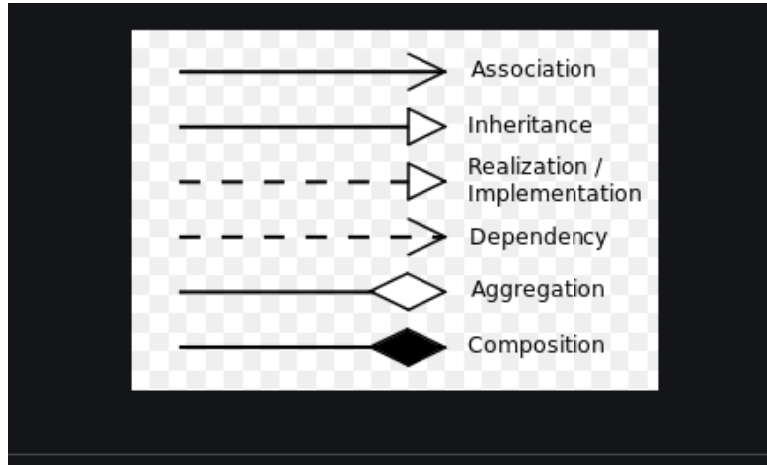 Association
Inheritance
Realization /
Implementation
Dependency
Aggregation
Composition